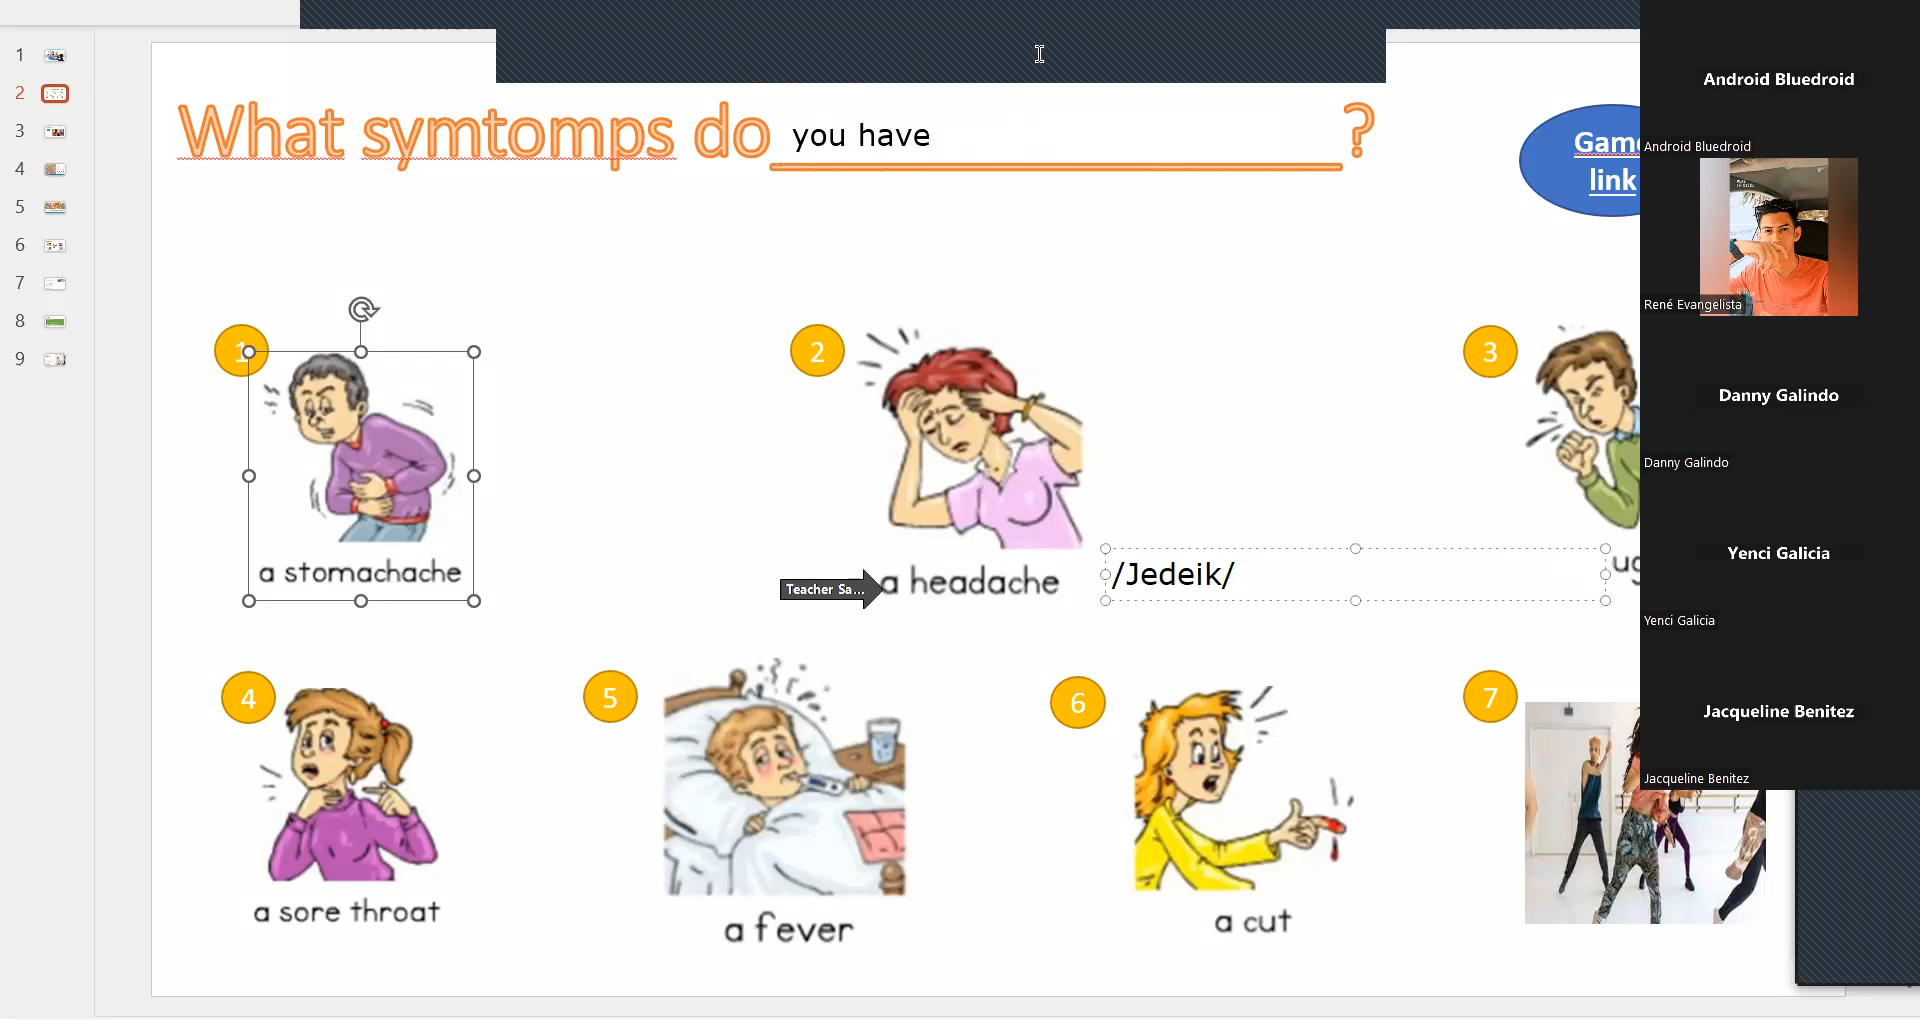 1
2
3
4
5
6
7
8
9
What symtomps do you have ?
Game
link
1
2
3
a stomachache
Teacher Sa...
a headache
/Jedeik/
4
5
6
7
a sore throat
a fever
a cut
Android Bluedroid
Android Bluedroid
René Evangelista
Danny Galindo
Danny Galindo
Yenci Galicia
Yenci Galicia
Jacqueline Benitez
Jacqueline Benitez